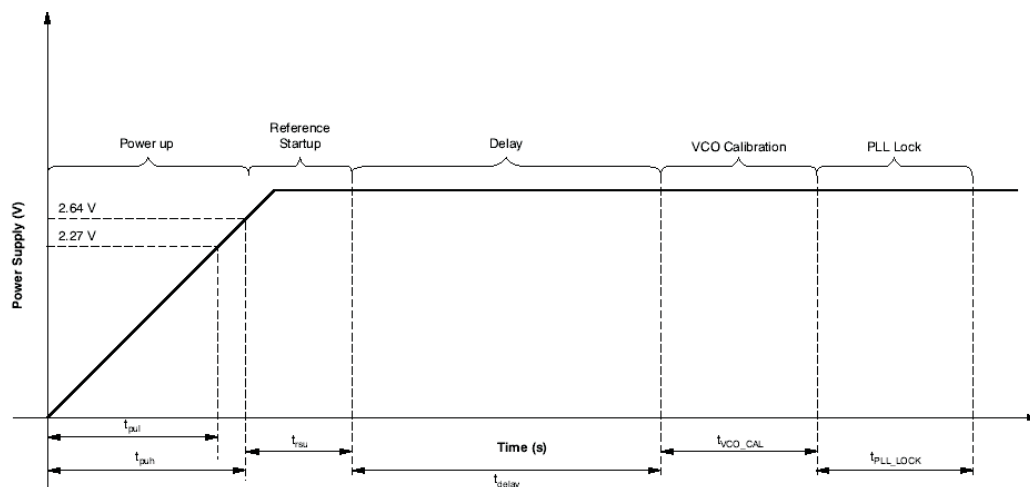 Reference
Startup
Power up
Delay
VCO Calibration
PLL Lock
2.64 V
2.27 V
Power Supply (V)
tpul
trsu
Time (s)
tVCO_CAL
tpuh
tdelay
tPLL_LOCK